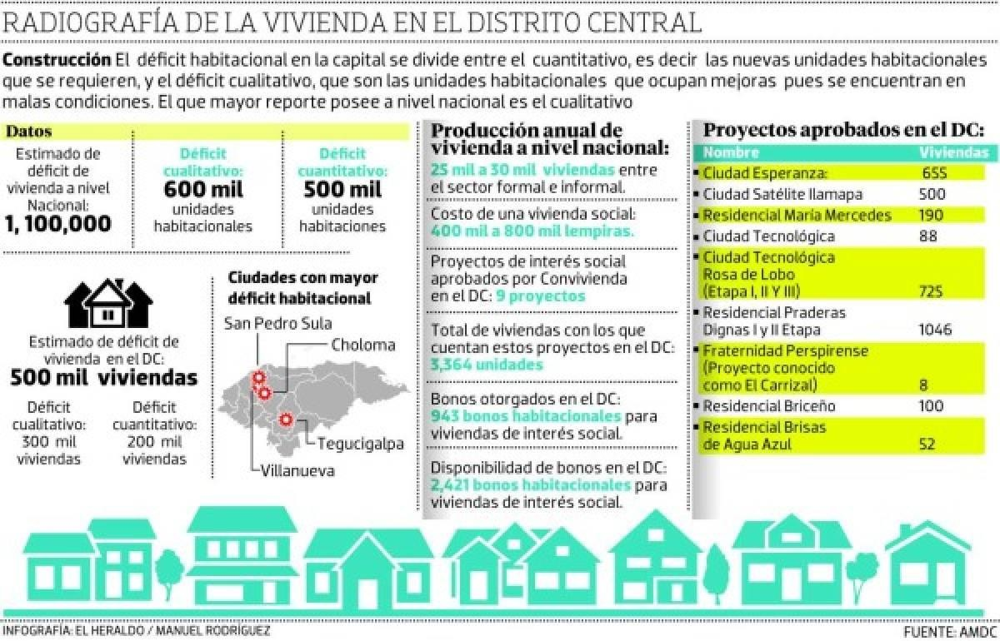 RADIOGRAFÍA DE LA VIVIENDA EN EL DISTRITO CENTRAL
Construcción El déficit habitacional en la capital se divide entre el cuantitativo, es decir las nuevas unidades habitacionales
que se requieren, y el déficit cualitativo, que son las unidades habitacionales que ocupan mejoras pues se encuentran en
malas condiciones. El que mayor reporte posee a nivel nacional es el cualitativo
Datos
Estimado de
déficit de
vivienda a nivel
Nacional:
1,100,000
Déficit
cualitativo:
600 mil
unidades
habitacionales
Déficit
cuantitativo:
500 mil
unidades
habitaciones
Estimado de déficit de
vivienda en el DC:
500 mil viviendas
Déficit
cualitativo:
300 mil
viviendas
Déficit
cuantitativo:
200 mil
viviendas
Ciudades con mayor
déficit habitacional
San Pedro Sula
Choloma
Tegucigalpa
Villanueva
Producción anual de
vivienda a nivel nacional:
25 mil a 30 mil viviendas entre
el sector formal e informal.
Costo de una vivienda social:
400 mil a 800 mil lempiras.
Proyectos de interés social
aprobados por Convivienda
en el DC: 9 proyectos
Total de viviendas con los que
cuentan estos proyectos en el DC:
3,364 unidades
Bonos otorgados en el DC:
943 bonos habitacionales para
viviendas de interés social.
Disponibilidad de bonos en el DC:
2,421 bonos habitacionales para
viviendas de interés social.
Proyectos aprobados en el DC:
Nombre Viviendas
Ciudad Esperanza: 655
Ciudad Satélite Ilamapa 500
Residencial María Mercedes 190
Ciudad Tecnológica 88
Ciudad Tecnológica
Rosa de Lobo
(Etapa I, II Y III) 725
Residencial Praderas
Dignas I y II Etapa 1046
Fraternidad Perspirense
(Proyecto conocido
como El Carrizal) 8
Residencial Briceño 100
Residencial Brisas
de Agua Azul 52
INFOGRAFÍA: EL HERALDO / MANUEL RODRÍGUEZ
FUENTE: AMDC